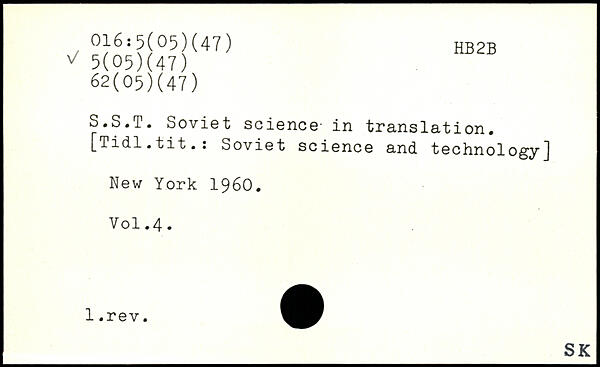 016:5(05)(47)
HB2B
✓ 5(05)(47)
62(05)(47)
S.S.T. Soviet science in translation.
[Tidl.tit.: Soviet science and technology]
New York 1960.
Vol.4.
1.rev.
SK